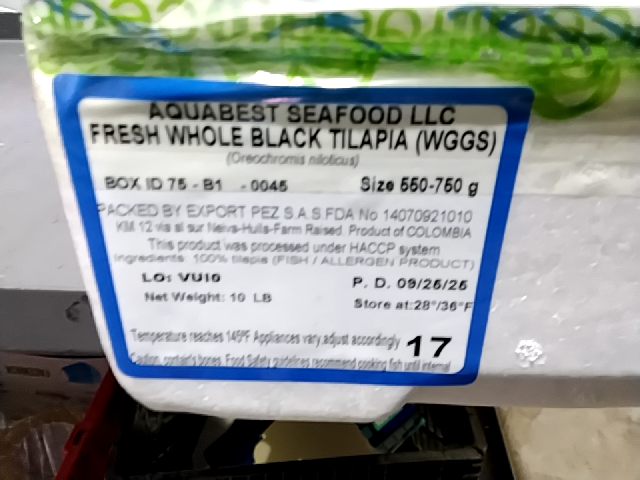 AQUABEST SEAFOOD LLC
FRESH WHOLE BLACK TILAPIA (WGGS)
(Oreochromis niloticus)
BOX ID 75 - B1 - 0045 Size 550-750 g
PACKED BY EXPORT PEZ S.A.S.FDA No 14070921010
KM 12 via al sur Neiva-Huila-Farm Raised. Product of COLOMBIA
This product was processed under HACCP system
Ingredients: 100% tilapia (FISH / ALLERGEN PRODUCT)
LO: VU10 P. D. 09/25/25
Net Weight: 10 LB Store at:28°/36°F
Temperature reaches 145ºF Appliances vary,adjust accordingly 17
Caution, contain's bones. Food Safety guidelines recommend cooking fish until internal